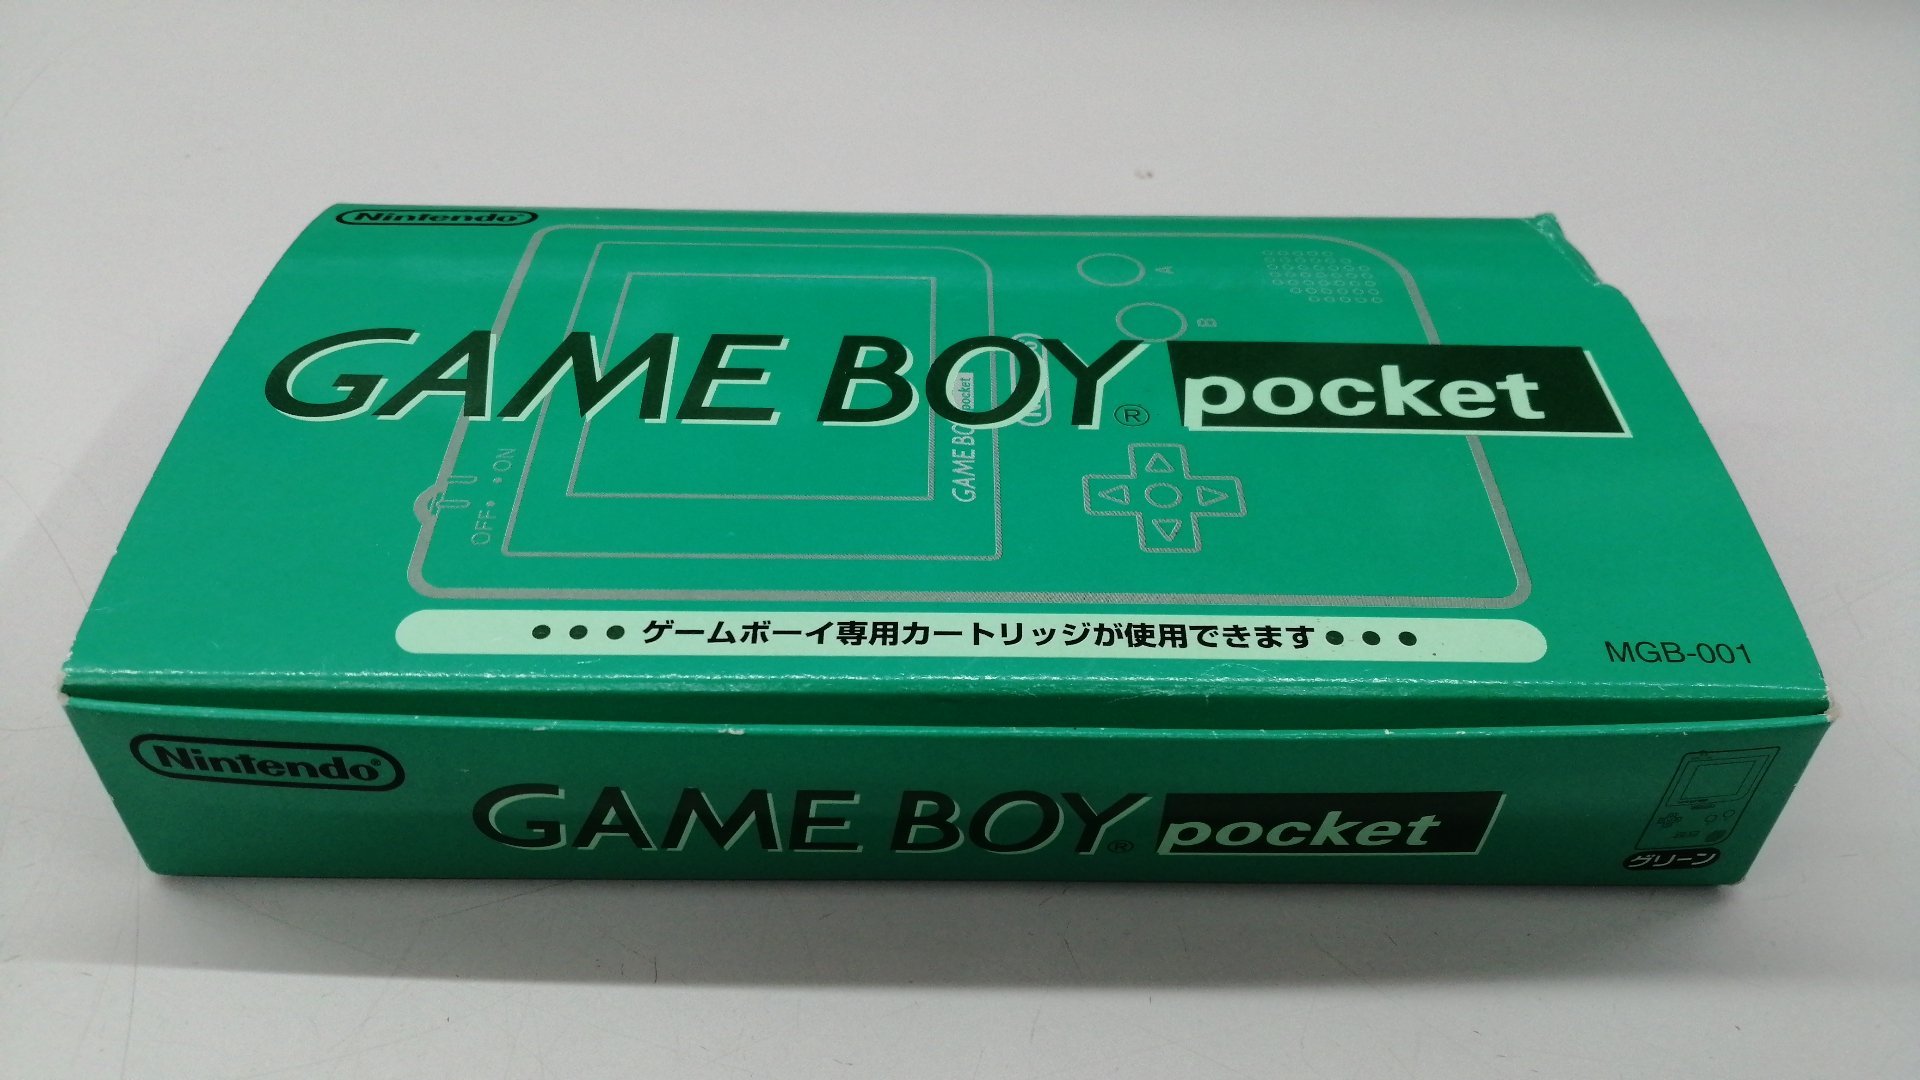 Nintendo
A
B
GAME BOY® pocket
GAME BO pocket
OFF • • ON
●●●ゲームボーイ専用カートリッジが使用できます●●●
MGB-001
Nintendo®
GAME BOY® pocket
グリーン